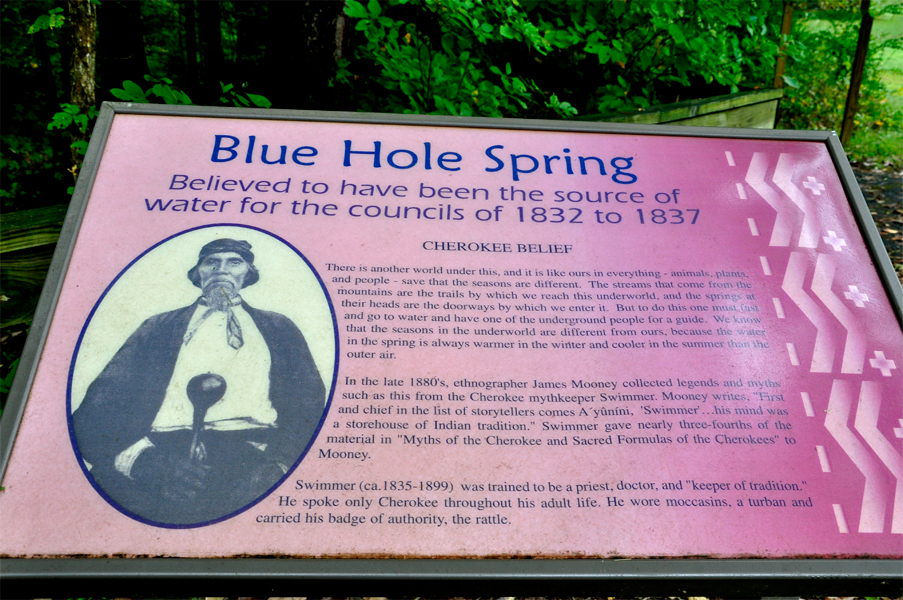 Blue Hole Spring
Believed to have been the source of
water for the councils of 1832 to 1837
CHEROKEE BELIEF
There is another world under this, and it is like ours in everything - animals, plants,
and people - save that the seasons are different. The streams that come from the
mountains are the trails by which we reach this underworld, and the springs at
their heads are the doorways by which we enter it. But to do this one must fast
and go to water and have one of the underground people for a guide. We know
that the seasons in the underworld are different from ours, because the water
in the spring is always warmer in the winter and cooler in the summer than the
outer air.
In the late 1880's, ethnographer James Mooney collected legends and myths
such as this from the Cherokee mythkeeper Swimmer. Mooney writes, "First
and chief in the list of storytellers comes A´yûnini, 'Swimmer'...his mind was
a storehouse of Indian tradition." Swimmer gave nearly three-fourths of the
material in "Myths of the Cherokee and Sacred Formulas of the Cherokees" to
Mooney.
Swimmer (ca.1835-1899) was trained to be a priest, doctor, and "keeper of tradition."
He spoke only Cherokee throughout his adult life. He wore moccasins, a turban and
carried his badge of authority, the rattle.